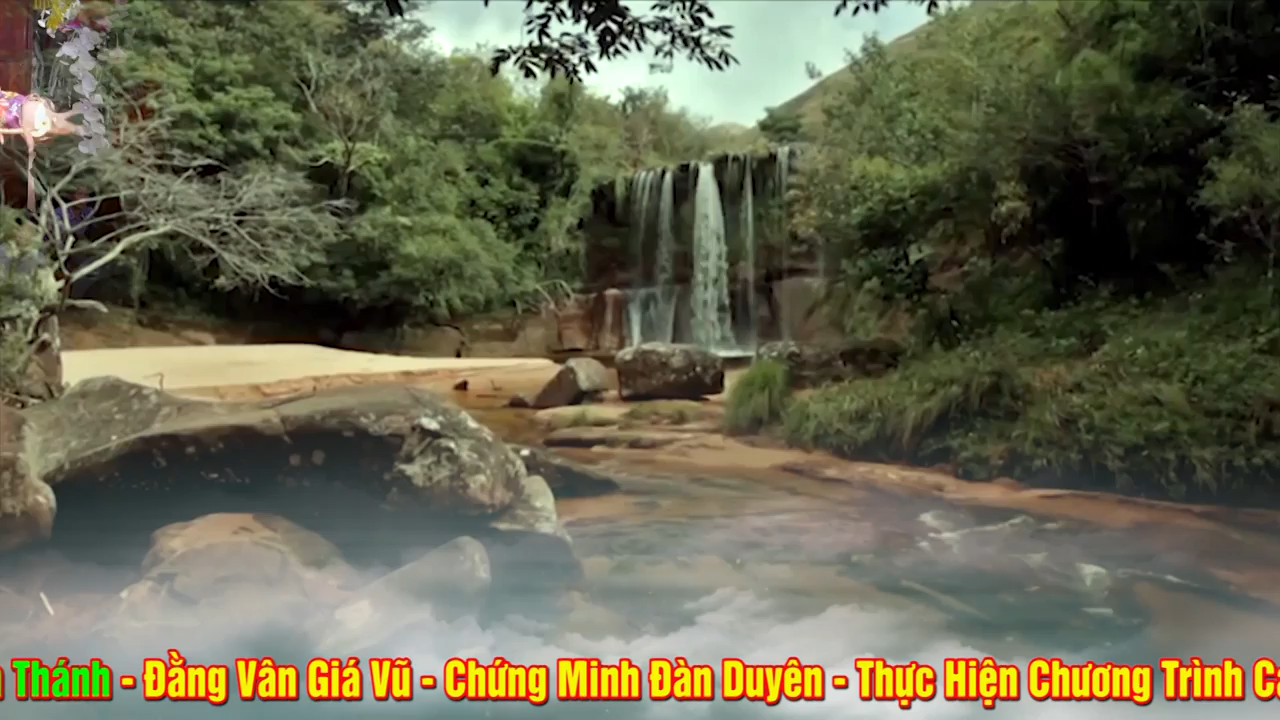 Thánh - Đằng Vân Giá Vũ - Chứng Minh Đàn Duyên - Thực Hiện Chương Trình